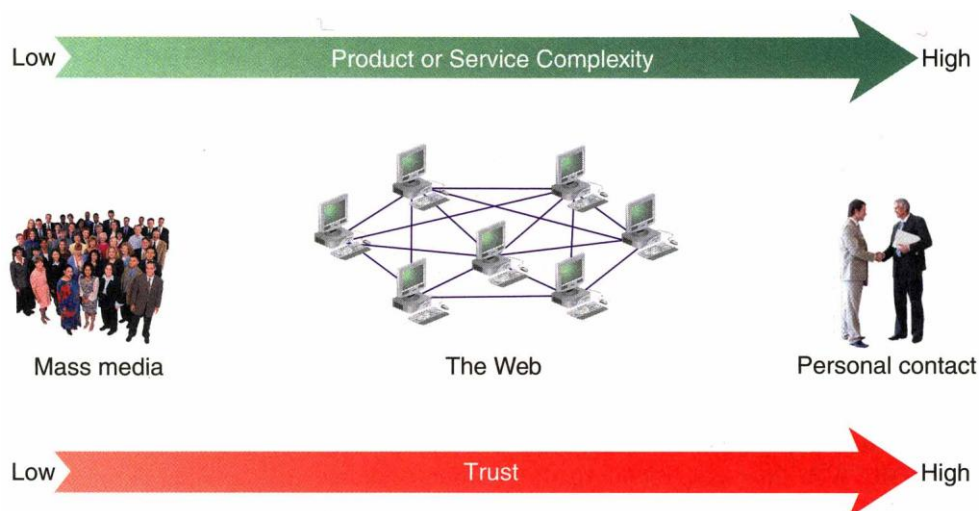 Low Product or Service Complexity High
Mass media The Web Personal contact
Low Trust High